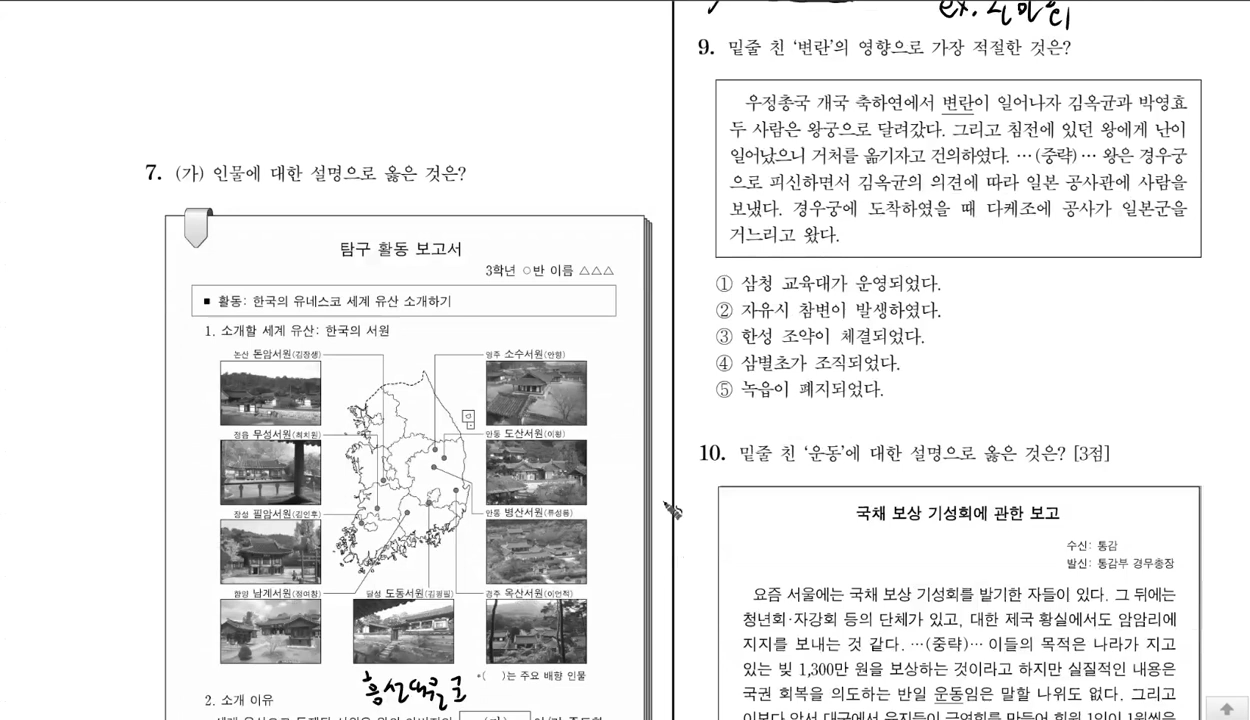 7. (가) 인물에 대한 설명으로 옳은 것은?
탐구 활동 보고서
3학년 ○반 이름 △△△
■ 활동: 한국의 유네스코 세계 유산 소개하기
1. 소개할 세계 유산: 한국의 서원
논산 돈암서원(김장생)
영주 소수서원(안향)
정읍 무성서원(최치원)
안동 도산서원(이황)
장성 필암서원(김인후)
안동 병산서원(류성룡)
함양 남계서원(정여창)
달성 도동서원(김굉필)
경주 옥산서원(이언적)
*( )는 주요 배향 인물
흥선대원군
2. 소개 이유
(가)
ex.
9. 밑줄 친 '변란'의 영향으로 가장 적절한 것은?
우정총국 개국 축하연에서 변란이 일어나자 김옥균과 박영효
두 사람은 왕궁으로 달려갔다. 그리고 침전에 있던 왕에게 난이
일어났으니 거처를 옮기자고 건의하였다. …(중략)… 왕은 경우궁
으로 피신하면서 김옥균의 의견에 따라 일본 공사관에 사람을
보냈다. 경우궁에 도착하였을 때 다케조에 공사가 일본군을
거느리고 왔다.
① 삼청 교육대가 운영되었다.
② 자유시 참변이 발생하였다.
③ 한성 조약이 체결되었다.
④ 삼별초가 조직되었다.
⑤ 녹읍이 폐지되었다.
10. 밑줄 친 '운동'에 대한 설명으로 옳은 것은? [3점]
국채 보상 기성회에 관한 보고
수신: 통감
발신: 통감부 경무총장
요즘 서울에는 국채 보상 기성회를 발기한 자들이 있다. 그 뒤에는
청년회·자강회 등의 단체가 있고, 대한 제국 황실에서도 암암리에
지지를 보내는 것 같다. …(중략)… 이들의 목적은 나라가 지고
있는 빚 1,300만 원을 보상하는 것이라고 하지만 실질적인 내용은
국권 회복을 의도하는 반일 운동임은 말할 나위도 없다. 그리고